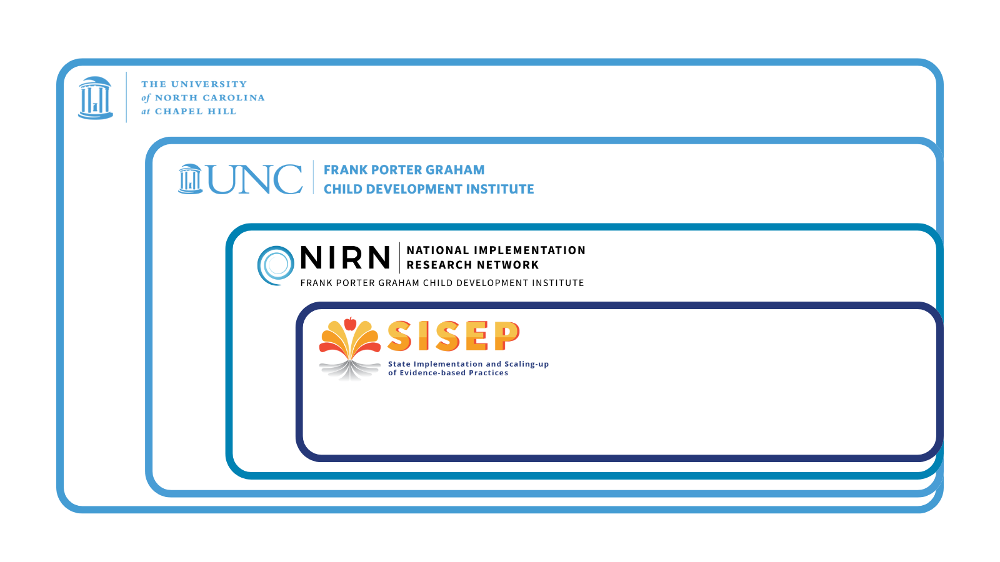 THE UNIVERSITY
of NORTH CAROLINA
at CHAPEL HILL
UNC
FRANK PORTER GRAHAM
CHILD DEVELOPMENT INSTITUTE
NIRN
NATIONAL IMPLEMENTATION
RESEARCH NETWORK
FRANK PORTER GRAHAM CHILD DEVELOPMENT INSTITUTE
SISEP
State Implementation and Scaling-up
of Evidence-based Practices